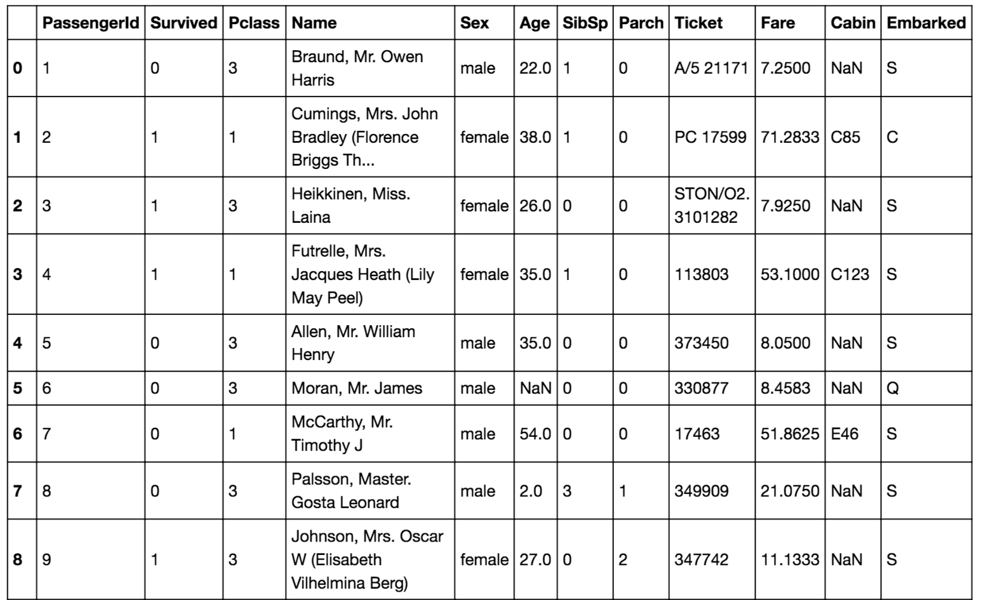 PassengerId Survived Pclass Name Sex Age SibSp Parch Ticket Fare Cabin Embarked
0 1 0 3 Braund, Mr. Owen Harris male 22.0 1 0 A/5 21171 7.2500 NaN S
1 2 1 1 Cumings, Mrs. John Bradley (Florence Briggs Th... female 38.0 1 0 PC 17599 71.2833 C85 C
2 3 1 3 Heikkinen, Miss. Laina female 26.0 0 0 STON/O2. 3101282 7.9250 NaN S
3 4 1 1 Futrelle, Mrs. Jacques Heath (Lily May Peel) female 35.0 1 0 113803 53.1000 C123 S
4 5 0 3 Allen, Mr. William Henry male 35.0 0 0 373450 8.0500 NaN S
5 6 0 3 Moran, Mr. James male NaN 0 0 330877 8.4583 NaN Q
6 7 0 1 McCarthy, Mr. Timothy J male 54.0 0 0 17463 51.8625 E46 S
7 8 0 3 Palsson, Master. Gosta Leonard male 2.0 3 1 349909 21.0750 NaN S
8 9 1 3 Johnson, Mrs. Oscar W (Elisabeth Vilhelmina Berg) female 27.0 0 2 347742 11.1333 NaN S